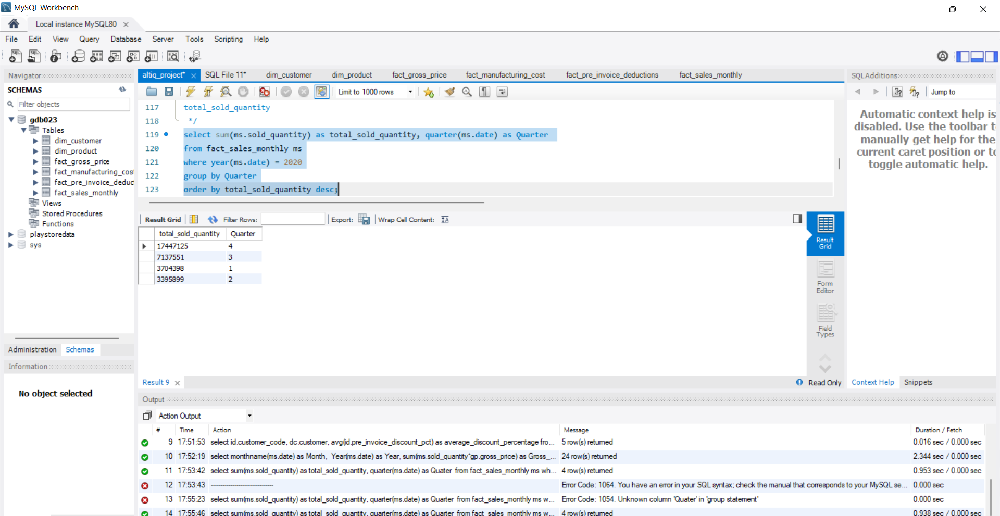 MySQL Workbench
Local instance MySQL80
File Edit View Query Database Server Tools Scripting Help
Navigator
SCHEMAS
Filter objects
gdb023
Tables
dim_customer
dim_product
fact_gross_price
fact_manufacturing_cos
fact_pre_invoice_deduc
fact_sales_monthly
Views
Stored Procedures
Functions
playstoredata
sys
Administration Schemas
Information
No object selected
altiq_project* SQL File 11* dim_customer dim_product fact_gross_price fact_manufacturing_cost fact_pre_invoice_deductions fact_sales_monthly
Limit to 1000 rows
117 total_sold_quantity
118 */
119 select sum(ms.sold_quantity) as total_sold_quantity, quarter(ms.date) as Quarter
120 from fact_sales_monthly ms
121 where year(ms.date) = 2020
122 group by Quarter
123 order by total_sold_quantity desc;
Result Grid Filter Rows: Export: Wrap Cell Content:
total_sold_quantity Quarter
17447125 4
7137551 3
3704398 1
3395899 2
Result Grid
Form Editor
Field Types
Result 9
Read Only
SQLAdditions
Jump to
Automatic context help is
disabled. Use the toolbar t
manually get help for the
current caret position or to
toggle automatic help.
Context Help Snippets
Output
Action Output
# Time Action Message Duration / Fetch
9 17:51:53 select id.customer_code, dc.customer, avg(id.pre_invoice_discount_pct) as average_discount_percentage fro... 5 row(s) returned 0.016 sec / 0.000 sec
10 17:52:19 select monthname(ms.date) as Month, Year(ms.date) as Year, sum(ms.sold_quantity*gp.gross_price) as Gross_... 24 row(s) returned 2.344 sec / 0.000 sec
11 17:53:42 select sum(ms.sold_quantity) as total_sold_quantity, quarter(ms.date) as Quater from fact_sales_monthly ms wh... 4 row(s) returned 0.953 sec / 0.000 sec
12 17:53:43 -------------------------------- Error Code: 1064. You have an error in your SQL syntax; check the manual that corresponds to your MySQL se... 0.000 sec
13 17:55:23 select sum(ms.sold_quantity) as total_sold_quantity, quarter(ms.date) as Quarter from fact_sales_monthly ms w... Error Code: 1054. Unknown column 'Quater' in 'group statement' 0.000 sec
14 17:55:46 select sum(ms.sold_quantity) as total_sold_quantity, quarter(ms.date) as Quarter from fact_sales_monthly ms w... 4 row(s) returned 0.938 sec / 0.000 sec